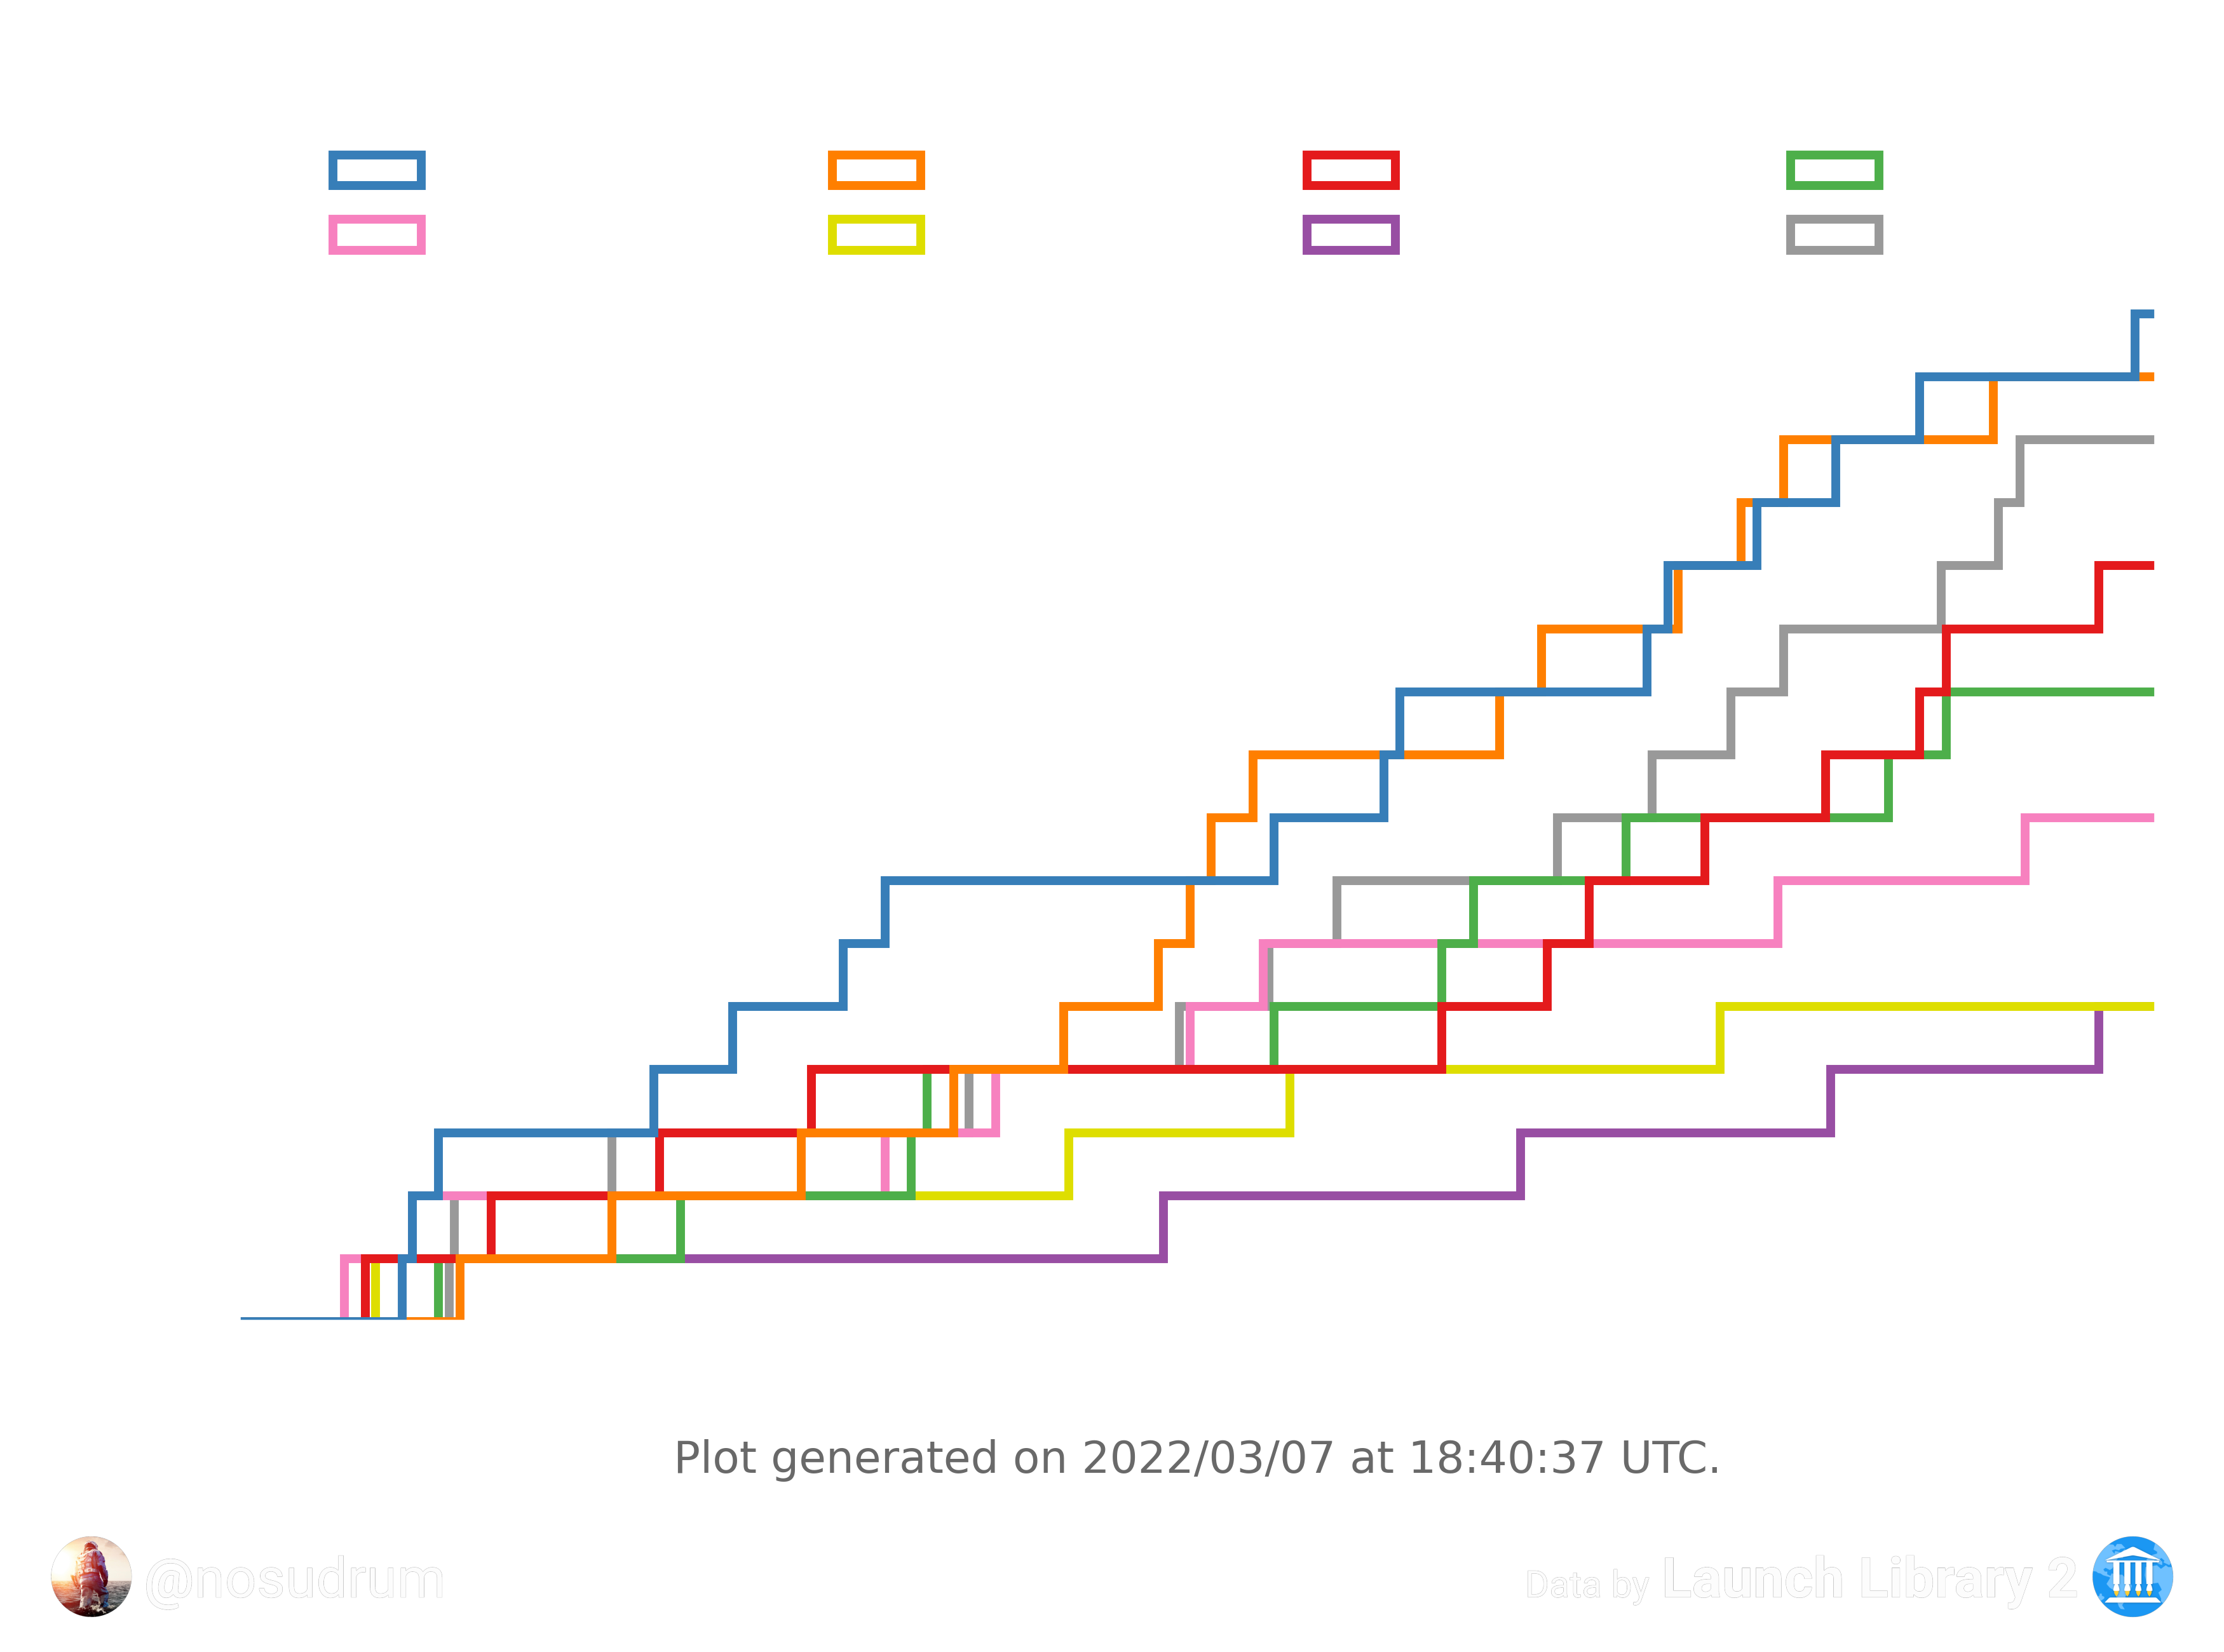 Plot generated on 2022/03/07 at 18:40:37 UTC.
@nosudrum
Data by Launch Library 2